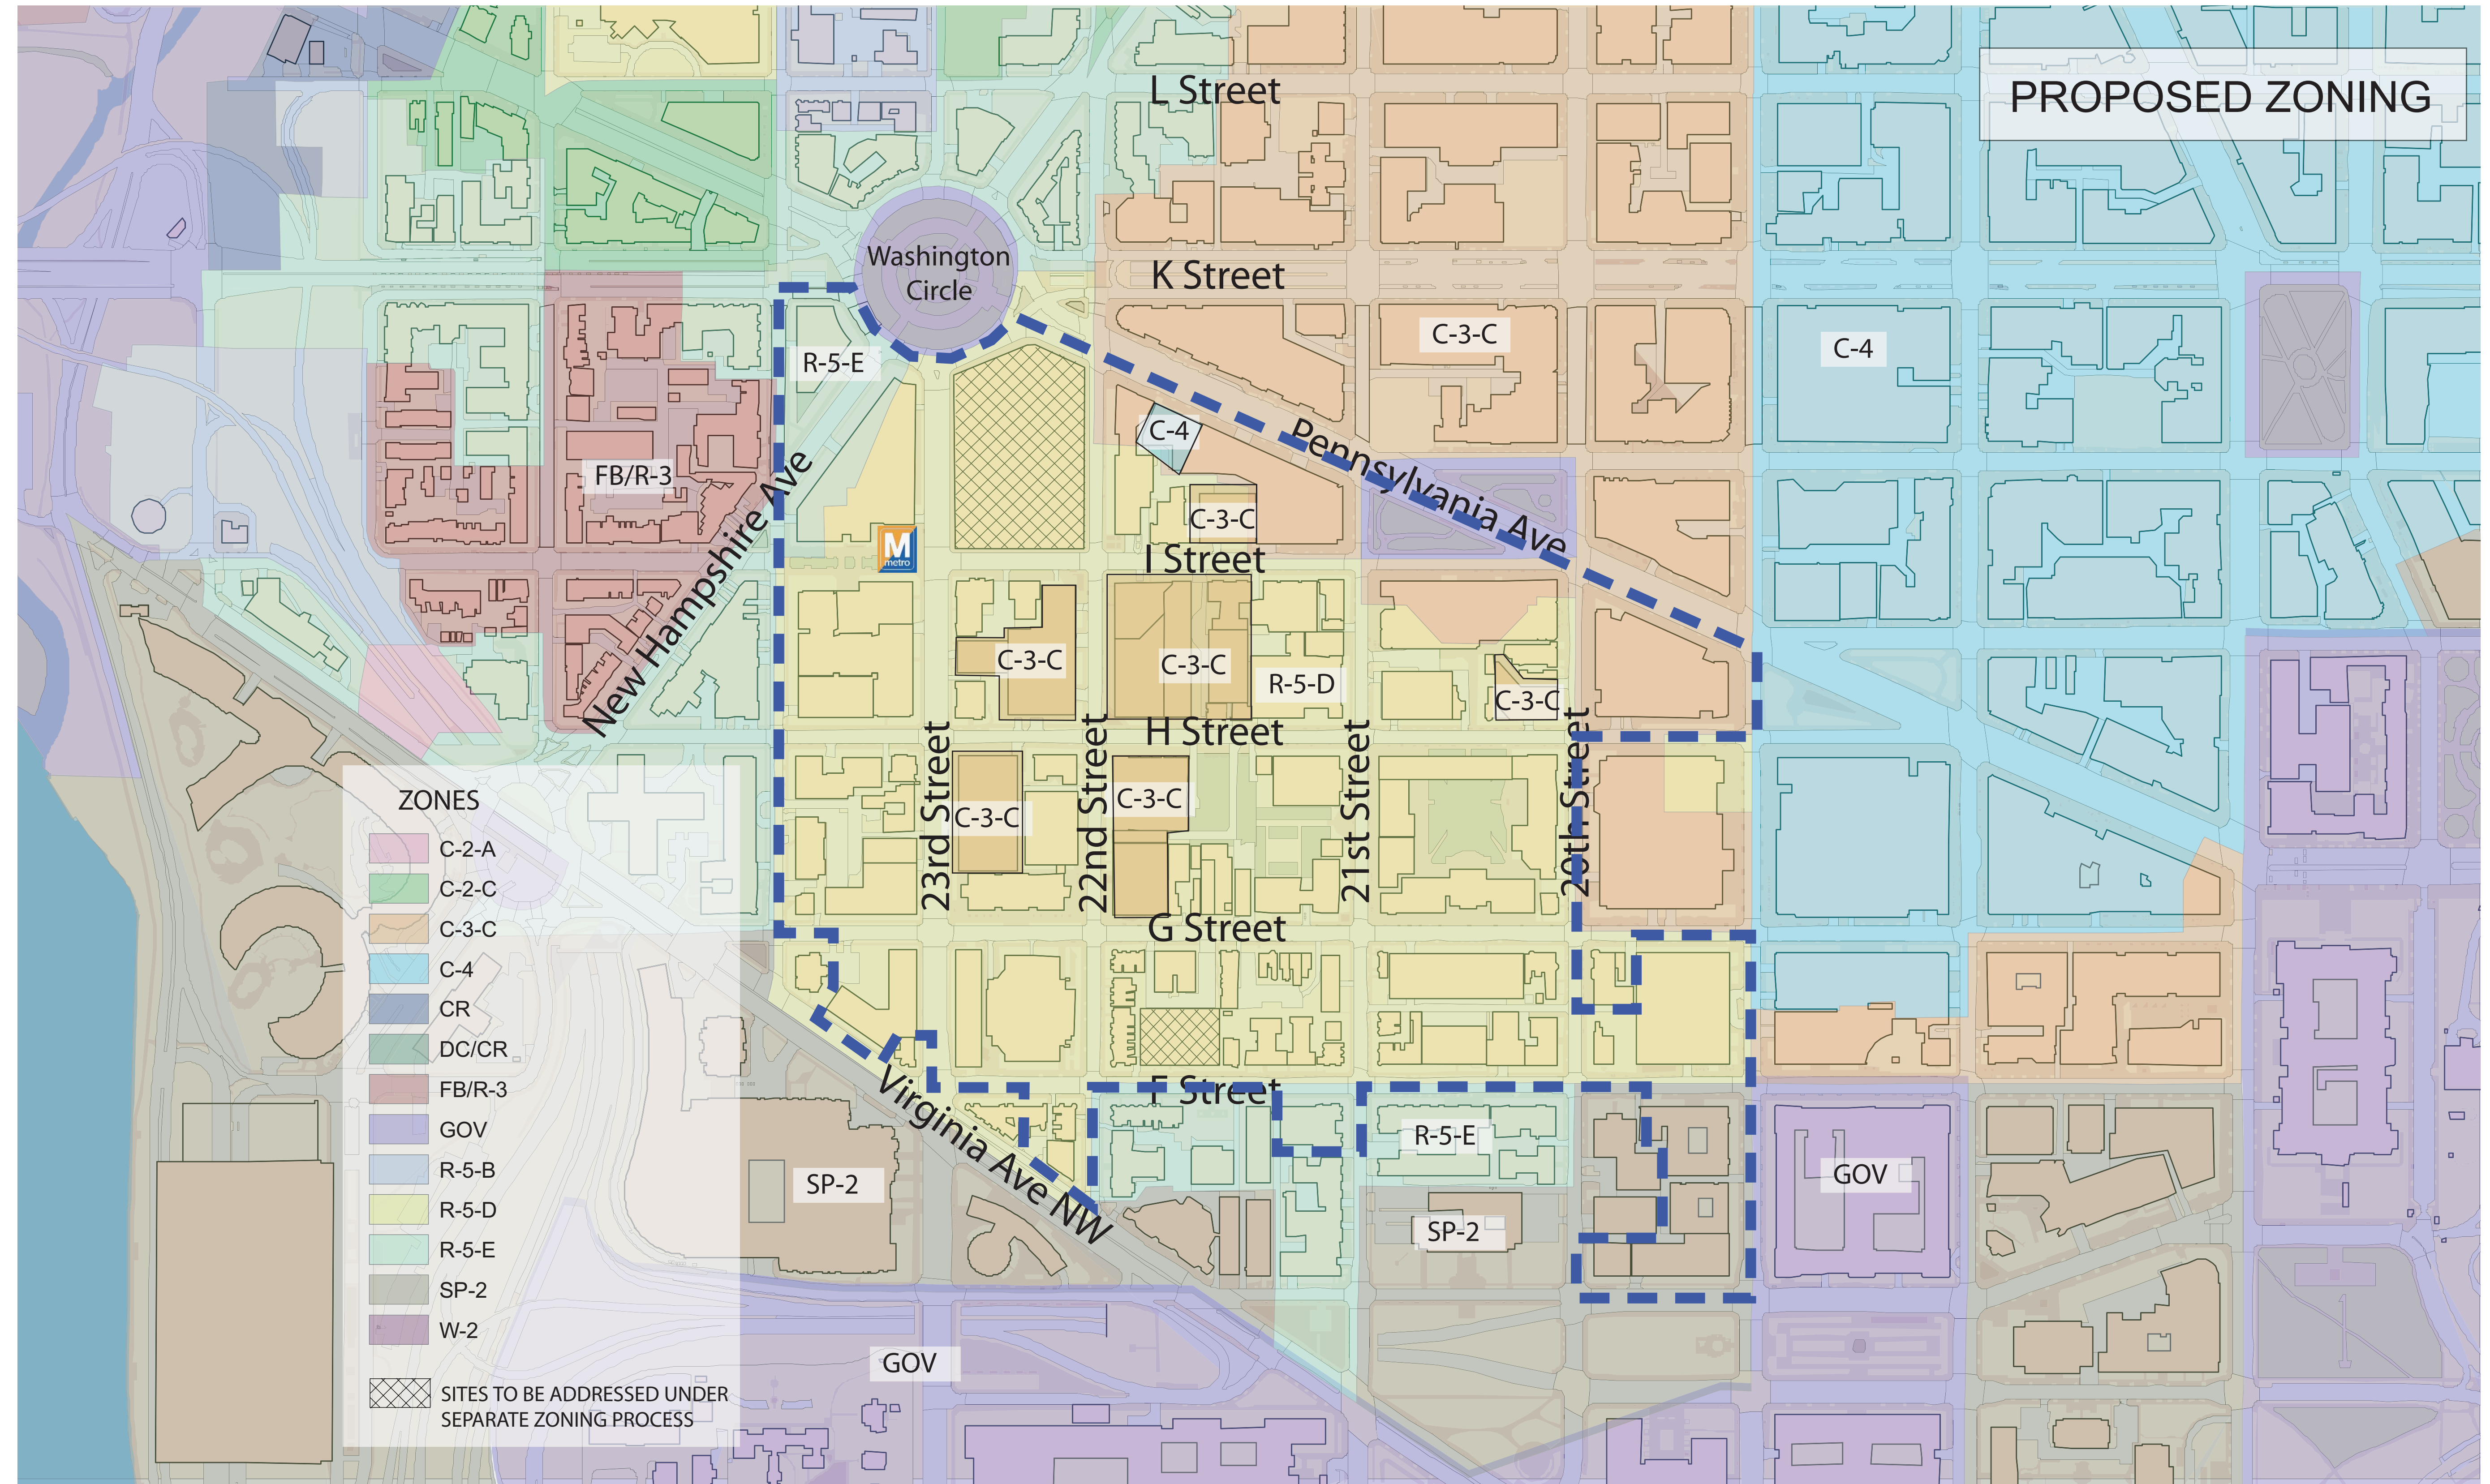 PROPOSED ZONING
L Street
K Street
Washington
Circle
R-5-E
C-3-C
C-4
C-4
Pennsylvania Ave
FB/R-3
New Hampshire Ave
C-3-C
M
metro
I Street
C-3-C
C-3-C
R-5-D
C-3-C
H Street
23rd Street
22nd Street
21st Street
20th Street
C-3-C
C-3-C
G Street
F Street
Virginia Ave NW
R-5-E
SP-2
SP-2
GOV
GOV
ZONES
C-2-A
C-2-C
C-3-C
C-4
CR
DC/CR
FB/R-3
GOV
R-5-B
R-5-D
R-5-E
SP-2
W-2
SITES TO BE ADDRESSED UNDER
SEPARATE ZONING PROCESS